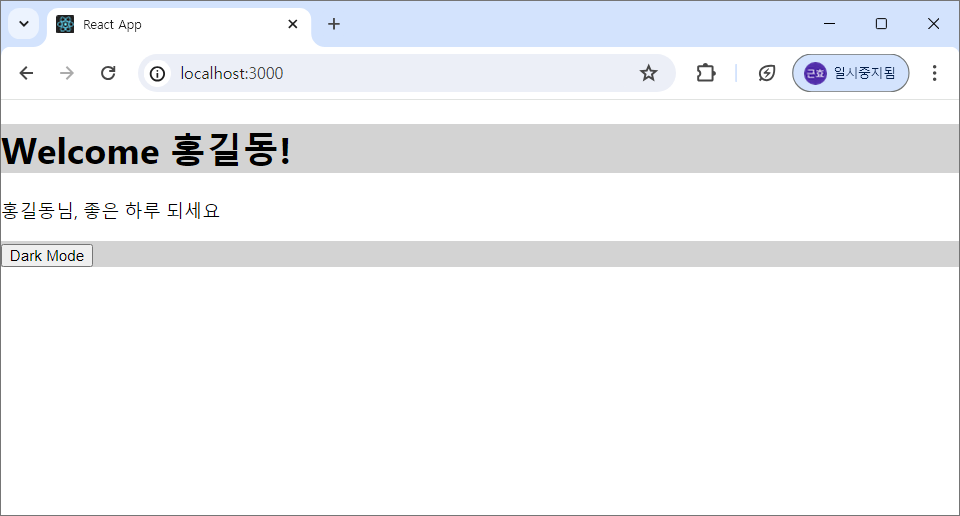 React App
localhost:3000
근효 일시중지됨
Welcome 홍길동!
홍길동님, 좋은 하루 되세요
Dark Mode